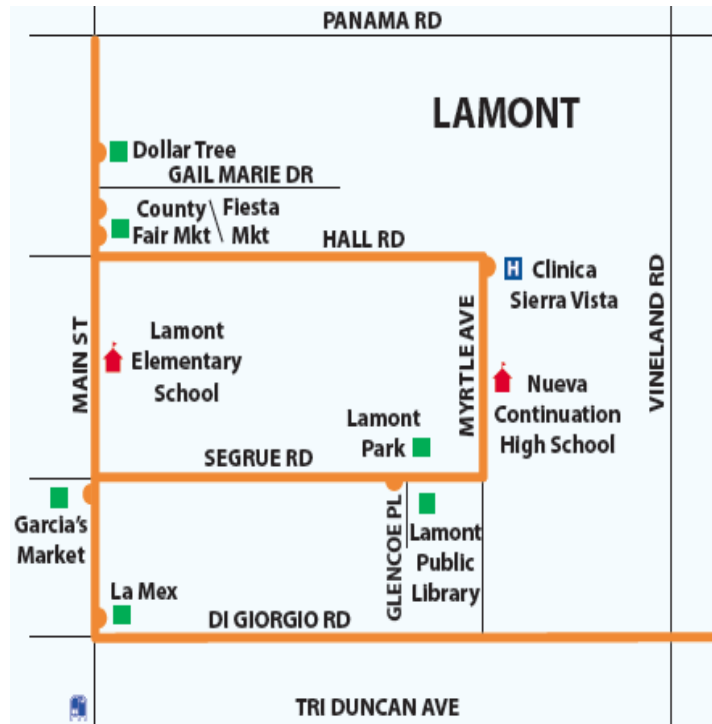 PANAMA RD
LAMONT
Dollar Tree
GAIL MARIE DR
County \ Fiesta
Fair Mkt \ Mkt
HALL RD
H Clinica
Sierra Vista
VINELAND RD
MAIN ST
Lamont
Elementary
School
MYRTLE AVE
Nueva
Continuation
High School
Lamont
Park
SEGRUE RD
Garcia's
Market
GLENCOE PL
Lamont
Public
Library
La Mex
DI GIORGIO RD
TRI DUNCAN AVE